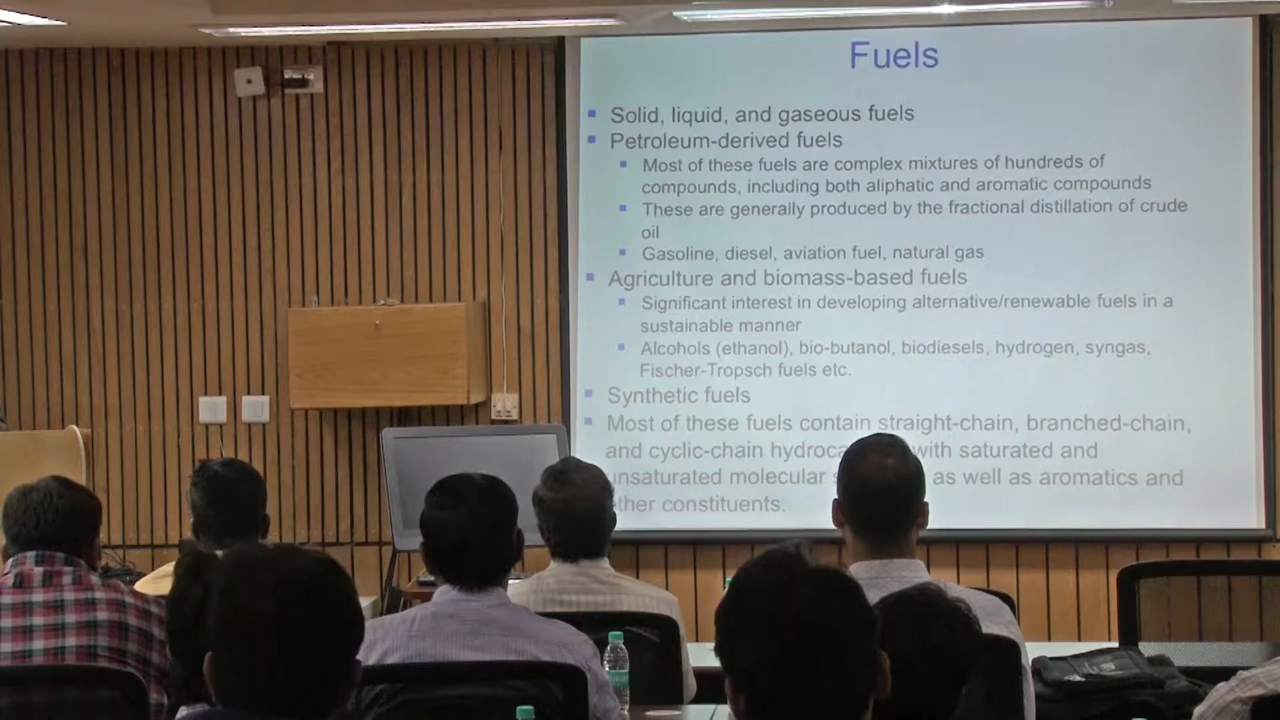 Fuels
Solid, liquid, and gaseous fuels
Petroleum-derived fuels
Most of these fuels are complex mixtures of hundreds of
compounds, including both aliphatic and aromatic compounds
These are generally produced by the fractional distillation of crude
oil
Gasoline, diesel, aviation fuel, natural gas
Agriculture and biomass-based fuels
Significant interest in developing alternative/renewable fuels in a
sustainable manner
Alcohols (ethanol), bio-butanol, biodiesels, hydrogen, syngas,
Fischer-Tropsch fuels etc.
Synthetic fuels
Most of these fuels contain straight-chain, branched-chain,
and cyclic-chain with saturated and
molecular as well as aromatics and
constituents.